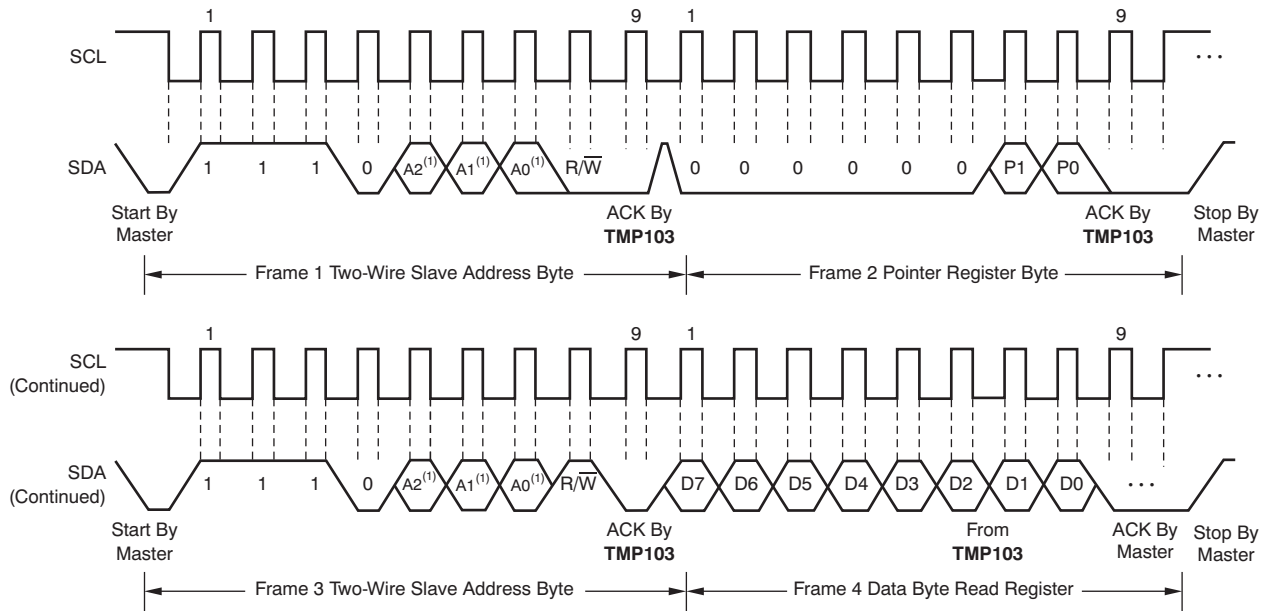 1 9 1 9
SCL
...
SDA
1 1 1 0 A2(1) A1(1) A0(1) R/W̅ 0 0 0 0 0 0 P1 P0
Start By
Master
ACK By
TMP103
ACK By
TMP103
Stop By
Master
Frame 1 Two-Wire Slave Address Byte
Frame 2 Pointer Register Byte
1 9 1 9
SCL
(Continued)
...
SDA
(Continued)
1 1 1 0 A2(1) A1(1) A0(1) R/W̅ D7 D6 D5 D4 D3 D2 D1 D0 ...
Start By
Master
ACK By
TMP103
From
TMP103
ACK By
Master
Stop By
Master
Frame 3 Two-Wire Slave Address Byte
Frame 4 Data Byte Read Register